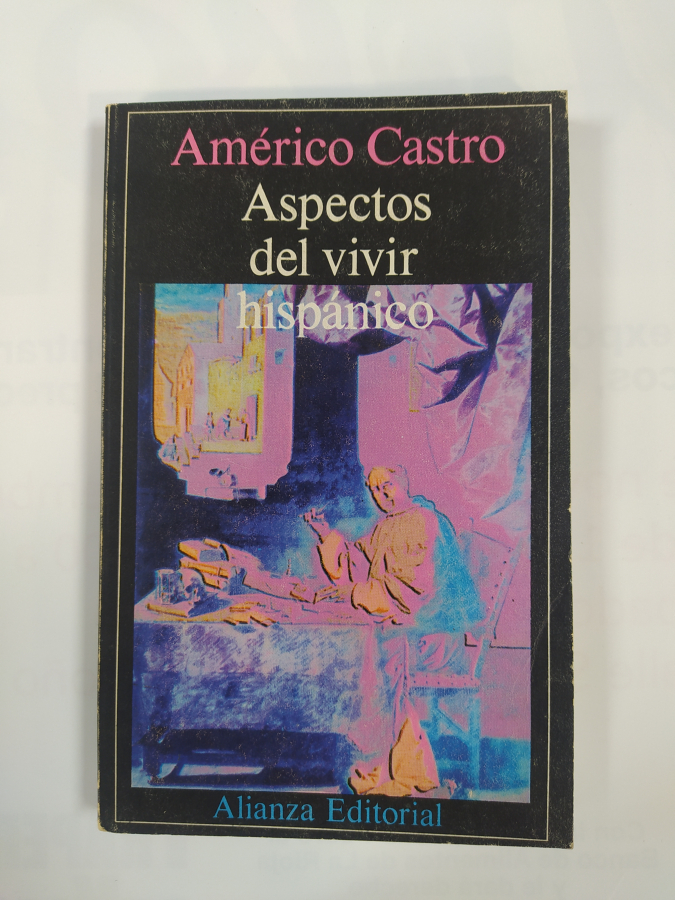 Américo Castro
Aspectos
del vivir
hispánico
Alianza Editorial